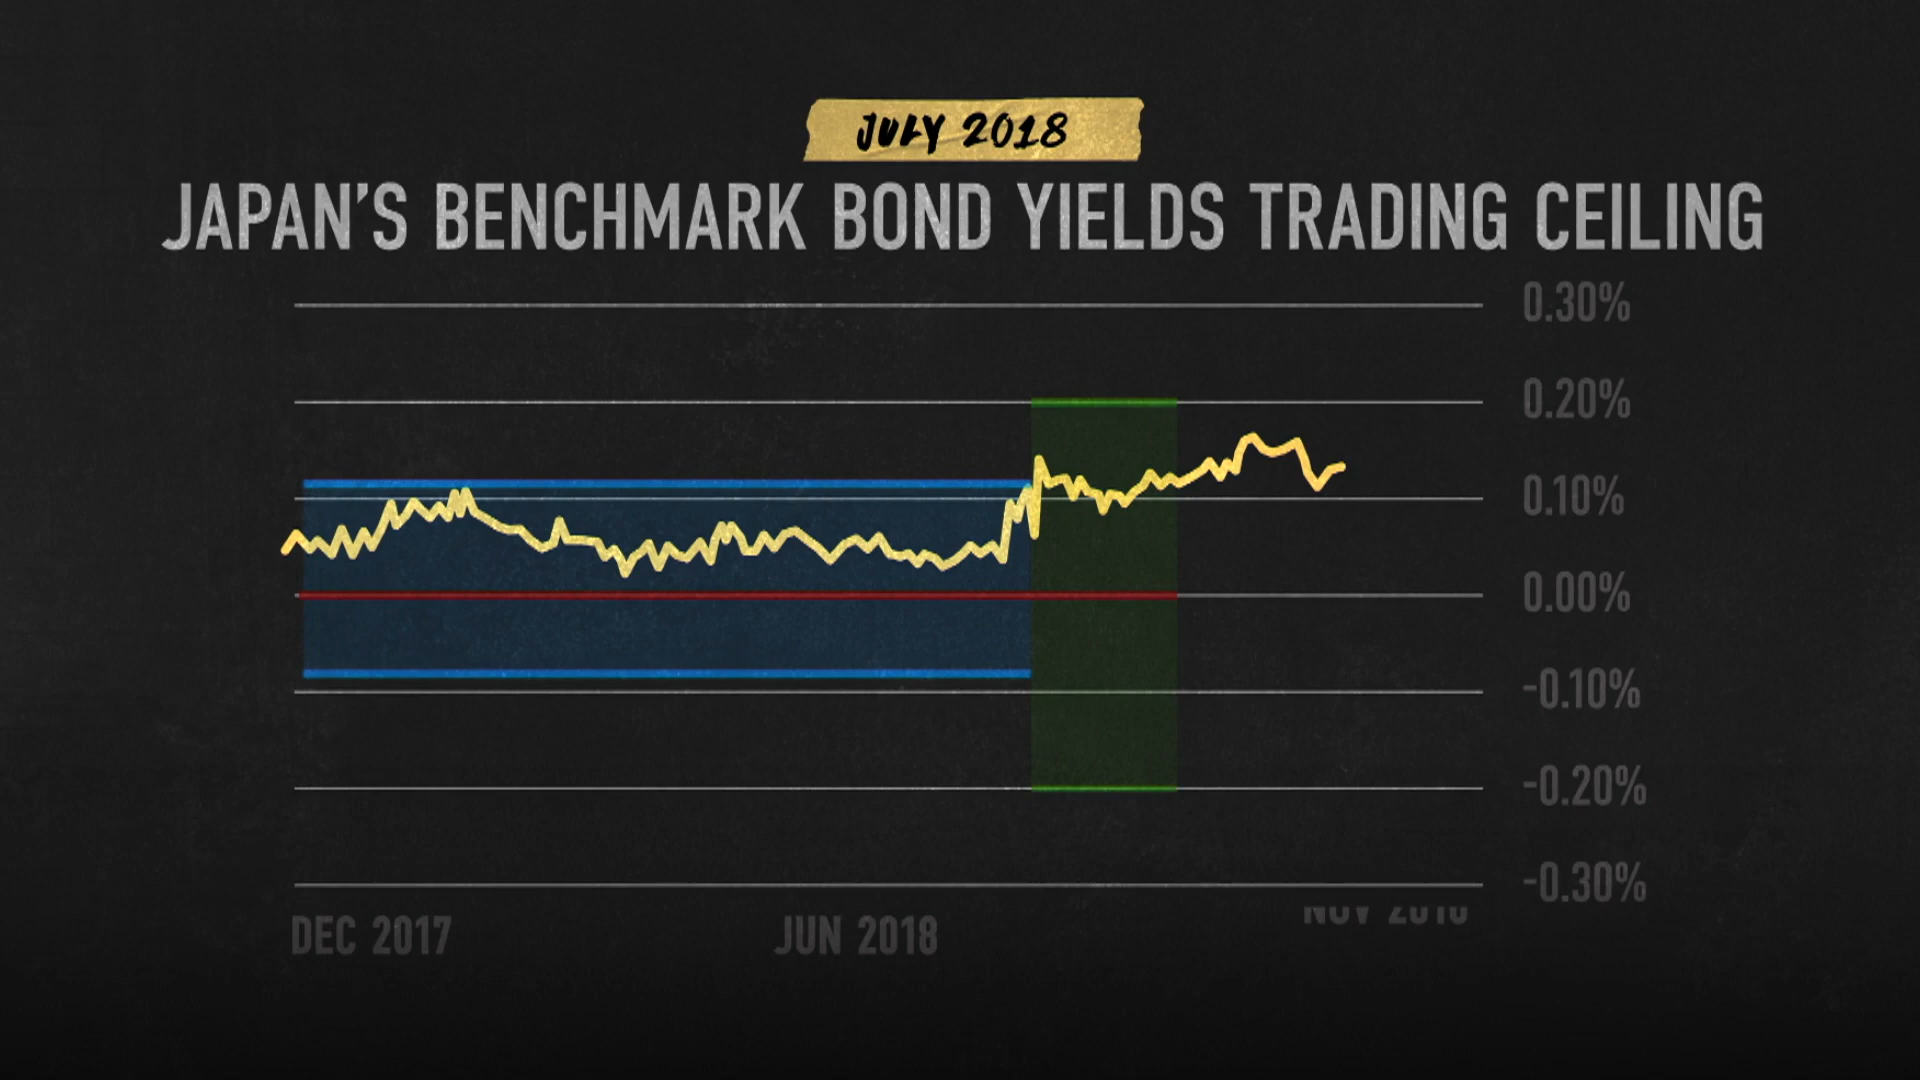 JULY 2018
JAPAN'S BENCHMARK BOND YIELDS TRADING CEILING
0.30%
0.20%
0.10%
0.00%
-0.10%
-0.20%
-0.30%
DEC 2017
JUN 2018
NOV